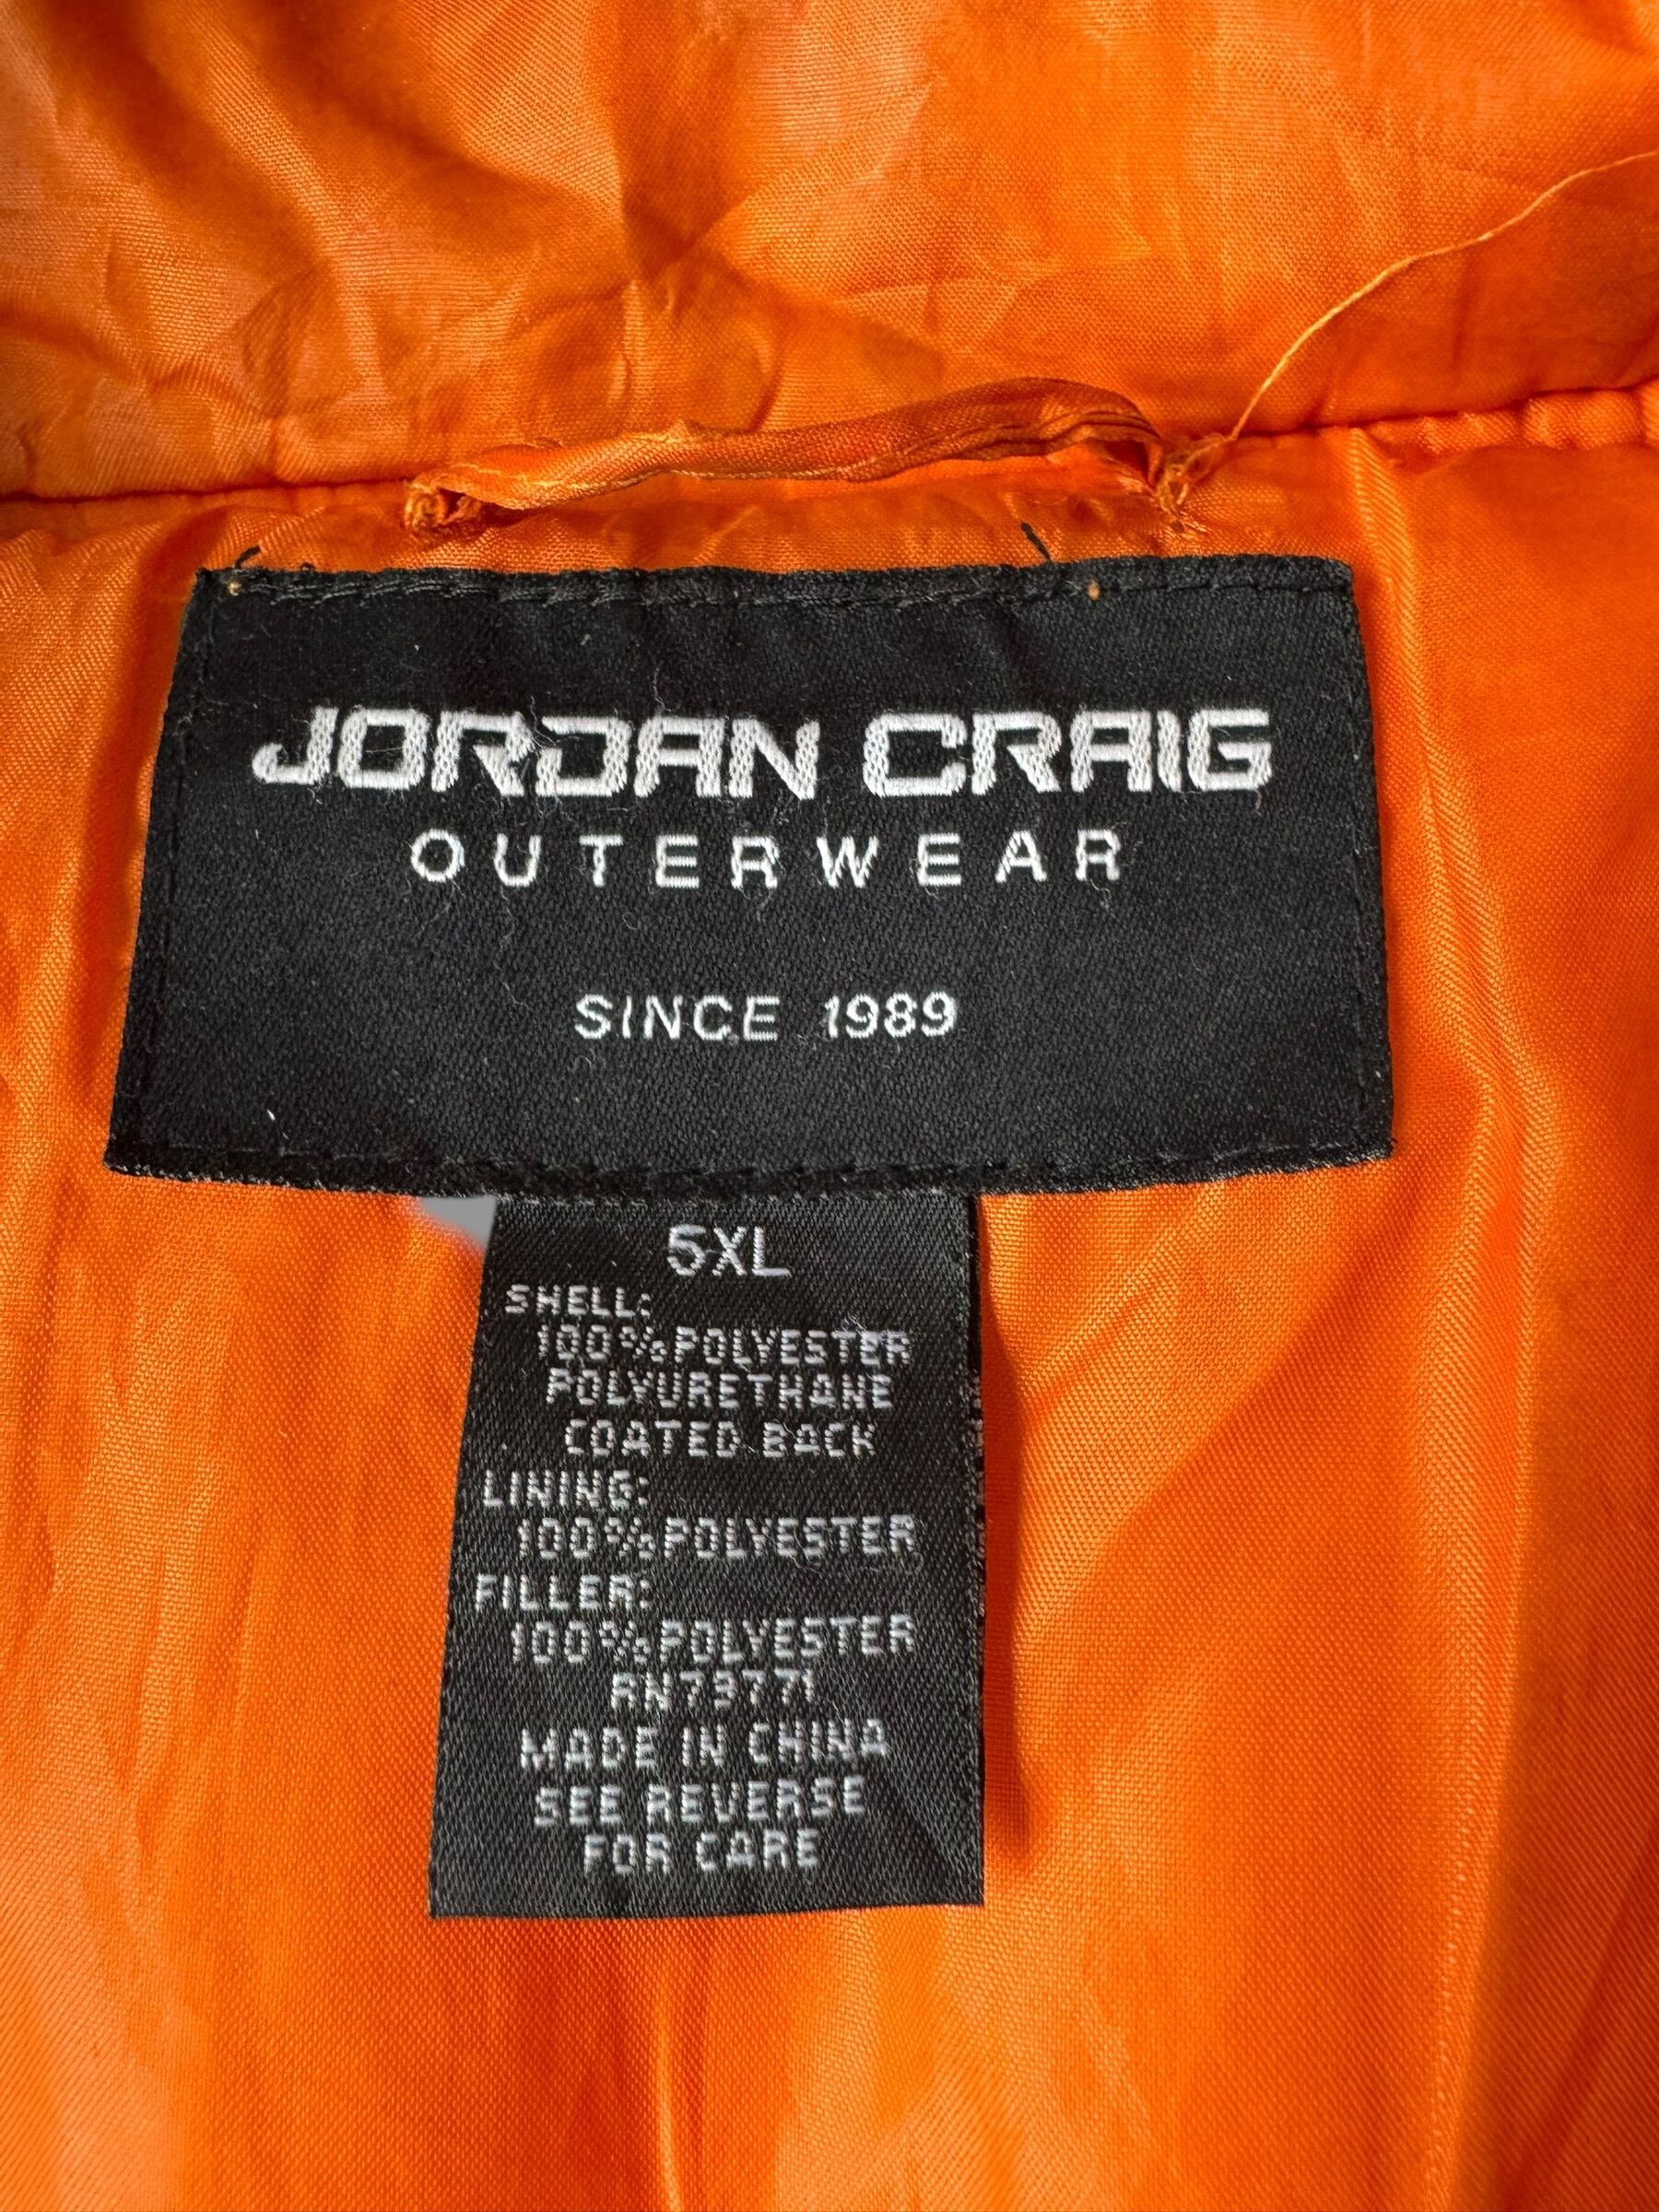 JORDAN CRAIG
OUTERWEAR
SINCE 1989
5XL
SHELL:
100%POLYESTER
POLYURETHANE
COATED BACK
LINING:
100%POLYESTER
FILLER:
100%POLYESTER
RN79771
MADE IN CHINA
SEE REVERSE
FOR CARE